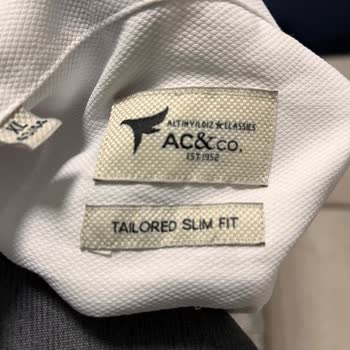 ALTINYILDIZ ★ CLASSICS
AC&CO.
EST.1952
TAILORED SLIM FIT
XL